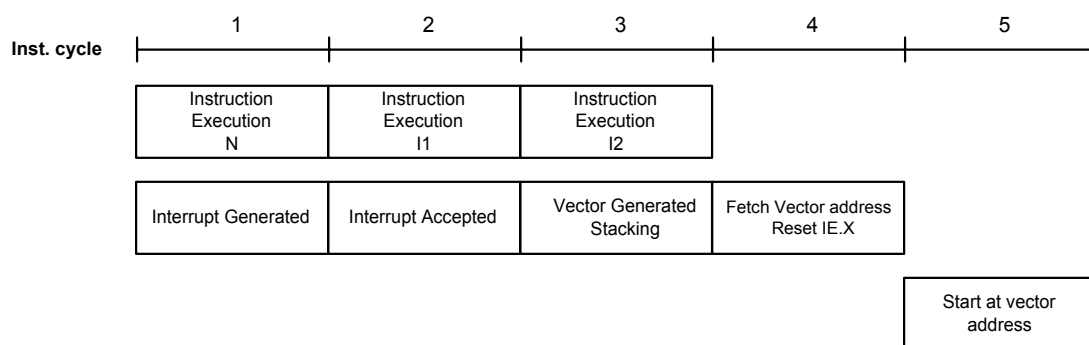 1 2 3 4 5
Inst. cycle
Instruction
Execution
N
Instruction
Execution
I1
Instruction
Execution
I2
Interrupt Generated
Interrupt Accepted
Vector Generated
Stacking
Fetch Vector address
Reset IE.X
Start at vector
address